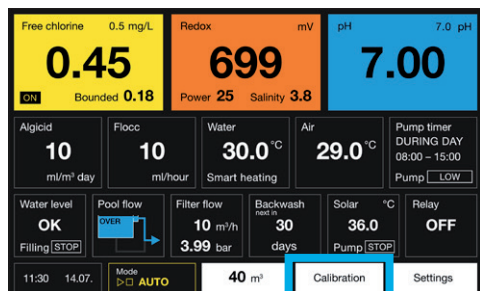 Free chlorine 0.5 mg/L
0.45
ON Bounded 0.18
Redox mV
699
Power 25 Salinity 3.8
pH 7.0 pH
7.00
Algicid
10
ml/m³ day
Flocc
10
ml/hour
Water
30.0 °C
Smart heating
Air
29.0 °C
Pump timer
DURING DAY
08:00 – 15:00
Pump LOW
Water level
OK
Filling STOP
Pool flow
OVER
Filter flow
10 m³/h
3.99 bar
Backwash
next in
30
days
Solar °C
36.0
Pump STOP
Relay
OFF
11:30 14.07.
Mode
AUTO
40 m³
Calibration
Settings